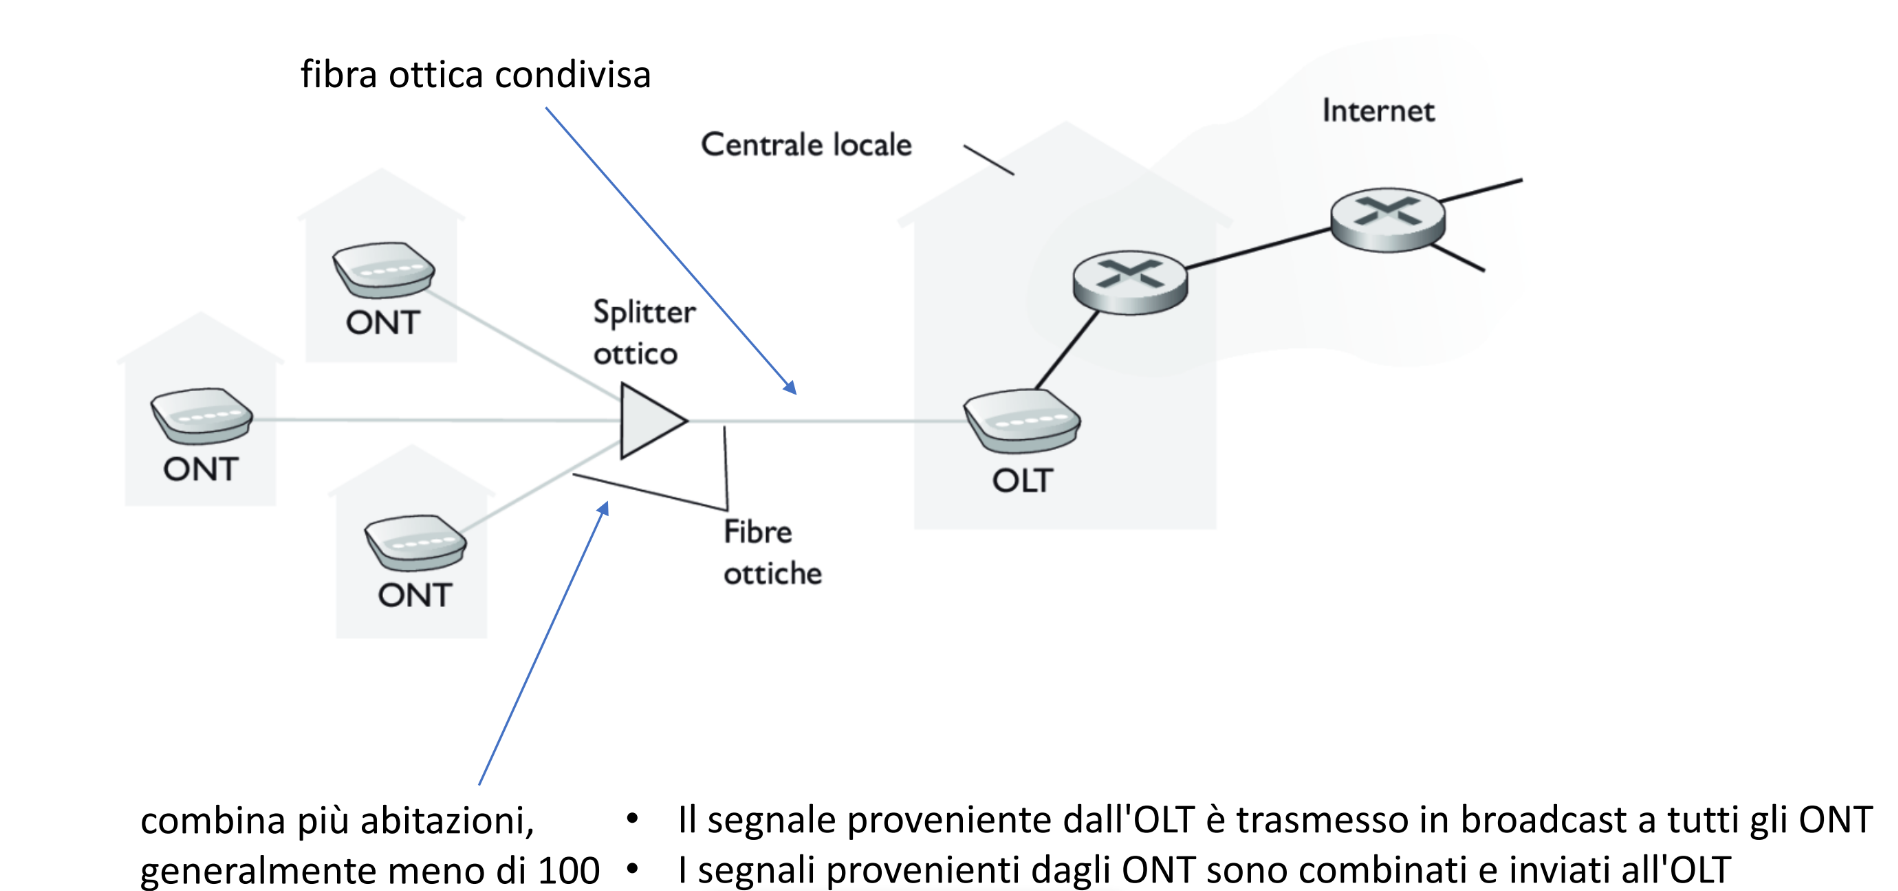 fibra ottica condivisa
Internet
Centrale locale
Splitter
ottico
ONT
ONT
ONT
OLT
Fibre
ottiche
combina più abitazioni,
generalmente meno di 100
• Il segnale proveniente dall'OLT è trasmesso in broadcast a tutti gli ONT
• I segnali provenienti dagli ONT sono combinati e inviati all'OLT